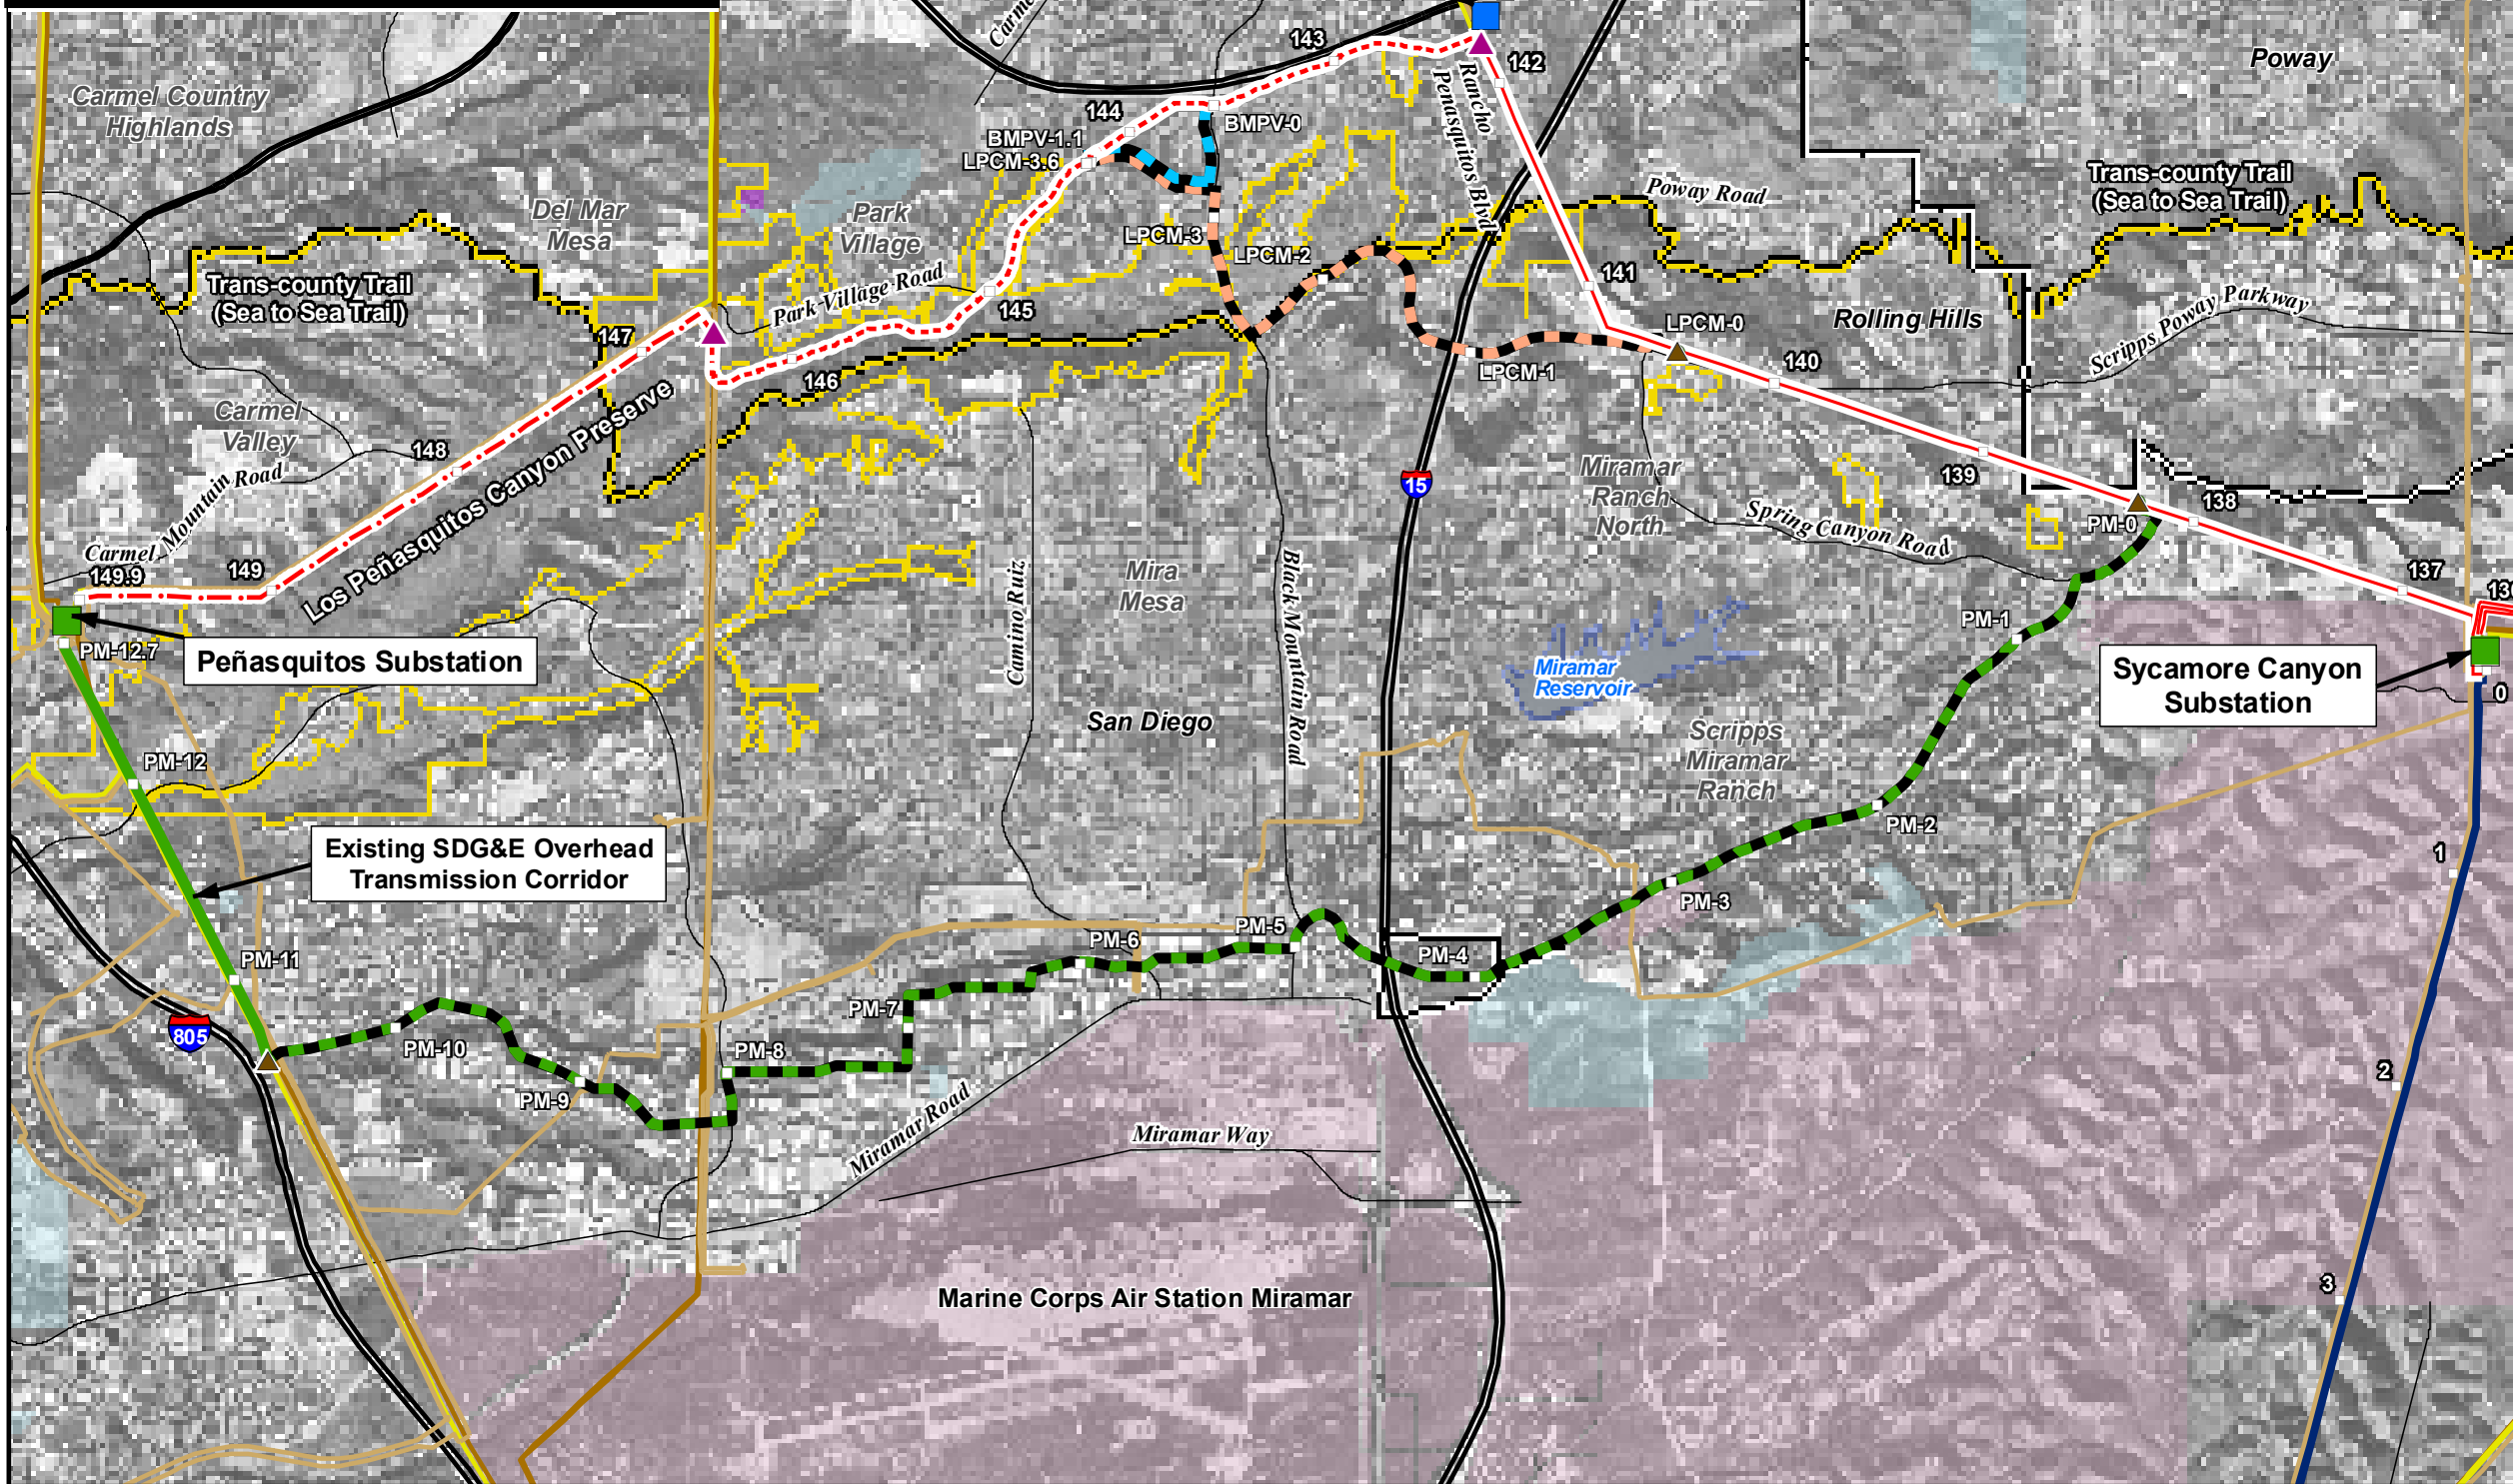 Carme
143
142
Poway
Carmel Country
Highlands
144
BMPV-0
BMPV-1.1
LPCM-3.6
Rancho
Penasquitos Blvd
Trans-county Trail
(Sea to Sea Trail)
Poway Road
Del Mar
Mesa
Park
Village
LPCM-3
LPCM-2
Trans-county Trail
(Sea to Sea Trail)
Park Village Road
141
145
147
LPCM-0
Rolling Hills
Scripps Poway Parkway
146
LPCM-1
140
Carmel
Valley
148
Los Peñasquitos Canyon Preserve
Carmel Mountain Road
15
Miramar
Ranch
North
139
138
PM-0
Spring Canyon Road
149.9
149
Camino Ruiz
Mira
Mesa
Black Mountain Road
137
136
PM-1
PM-12.7
Peñasquitos Substation
Miramar
Reservoir
Sycamore Canyon
Substation
0
San Diego
Scripps
Miramar
Ranch
PM-12
PM-2
Existing SDG&E Overhead
Transmission Corridor
1
PM-3
PM-5
PM-6
PM-4
PM-11
PM-7
805
PM-10
PM-8
PM-9
2
Miramar Road
Miramar Way
3
Marine Corps Air Station Miramar